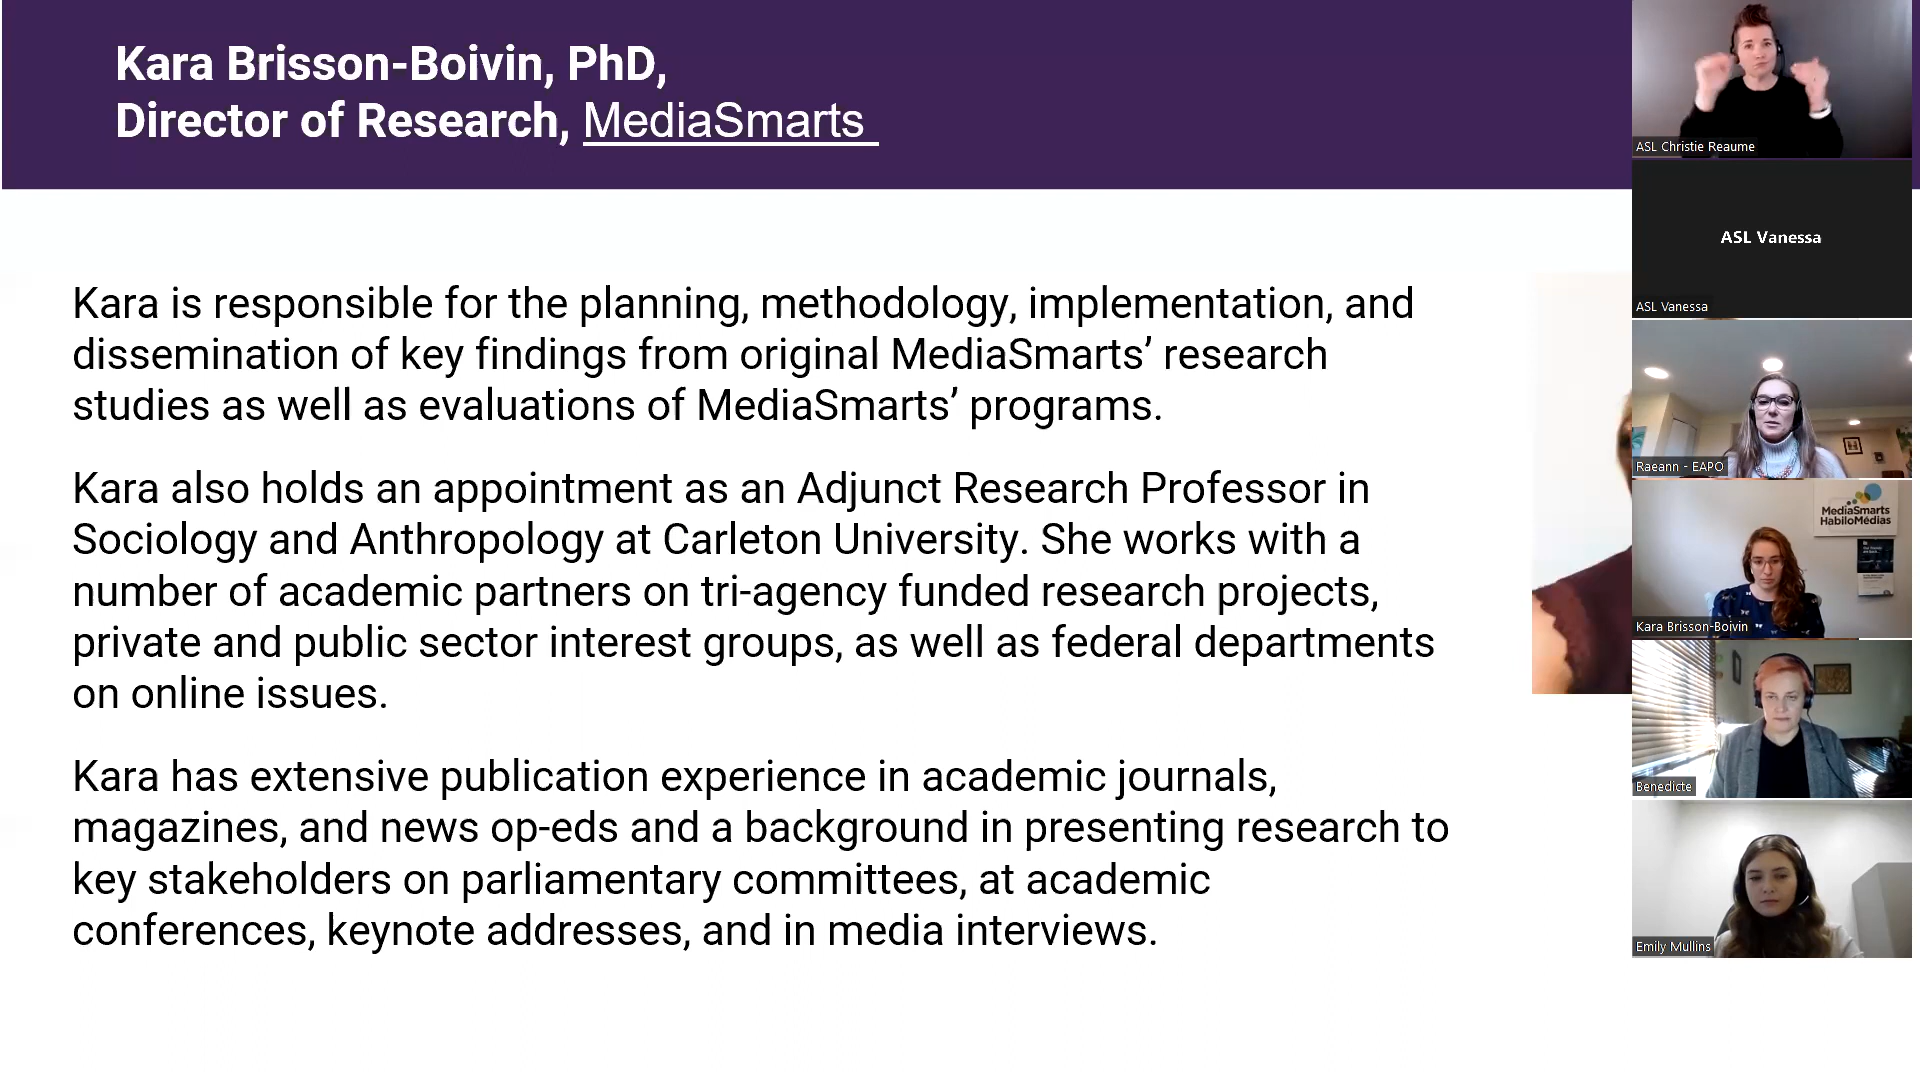 Kara Brisson-Boivin, PhD,
Director of Research, MediaSmarts
Kara is responsible for the planning, methodology, implementation, and
dissemination of key findings from original MediaSmarts’ research
studies as well as evaluations of MediaSmarts’ programs.
Kara also holds an appointment as an Adjunct Research Professor in
Sociology and Anthropology at Carleton University. She works with a
number of academic partners on tri-agency funded research projects,
private and public sector interest groups, as well as federal departments
on online issues.
Kara has extensive publication experience in academic journals,
magazines, and news op-eds and a background in presenting research to
key stakeholders on parliamentary committees, at academic
conferences, keynote addresses, and in media interviews.
ASL Christie Reaume
ASL Vanessa
ASL Vanessa
Raeann - EAPO
MediaSmarts
HabiloMédias
Kara Brisson-Boivin
Benedicte
Emily Mullins